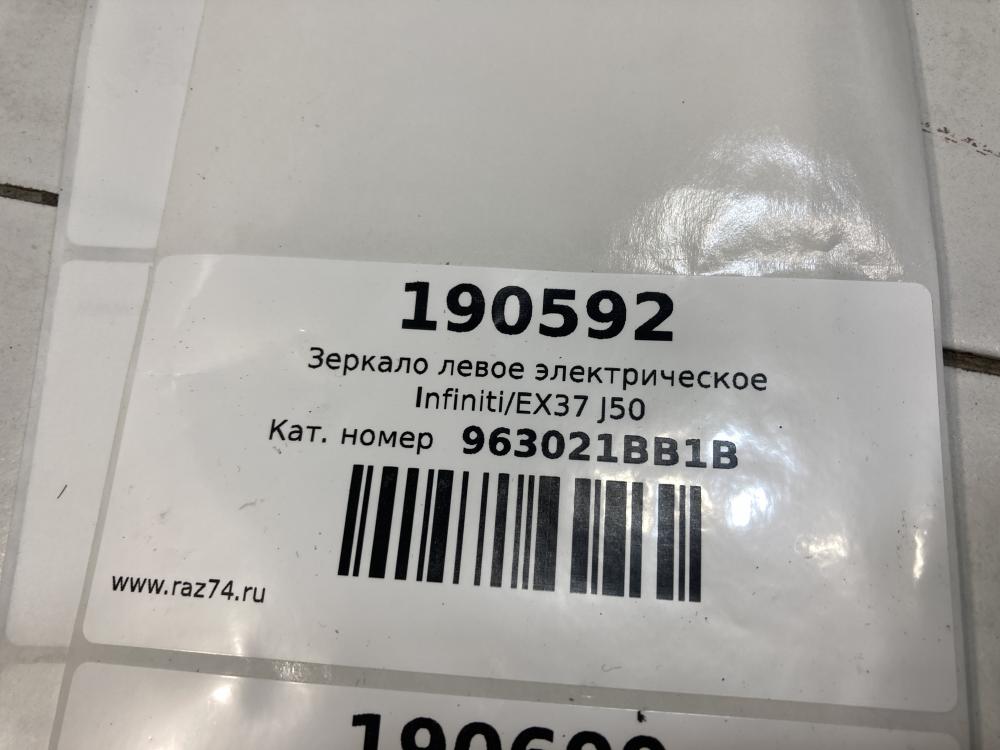 190592
Зеркало левое электрическое
Infiniti/EX37 J50
Кат. номер 963021BB1B
www.raz74.ru